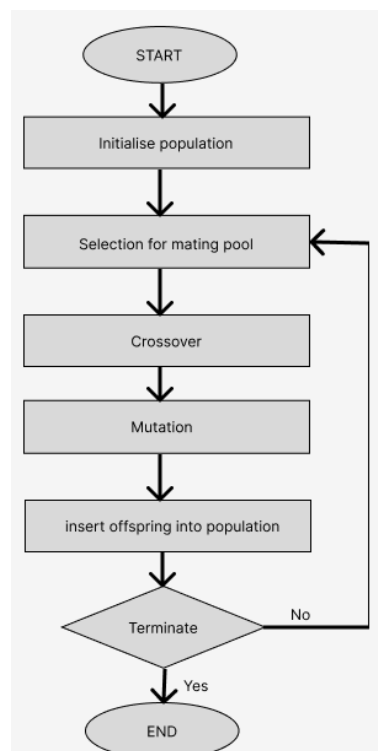 START
Initialise population
Selection for mating pool
Crossover
Mutation
insert offspring into population
Terminate
No
Yes
END